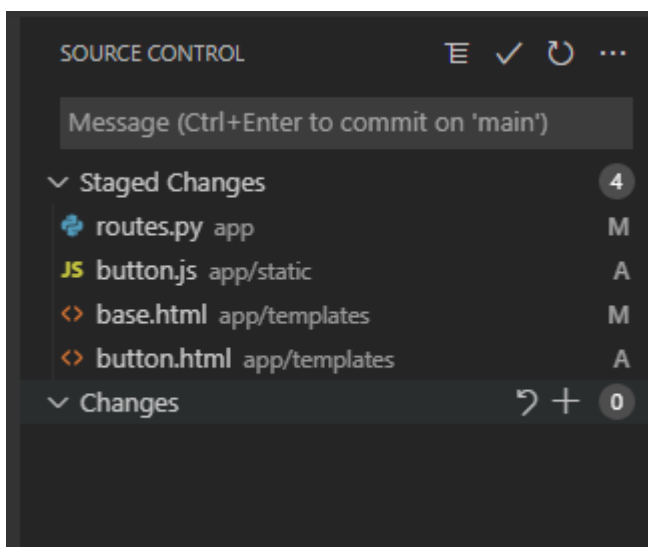 SOURCE CONTROL
Message (Ctrl+Enter to commit on 'main')
Staged Changes 4
routes.py app M
JS button.js app/static A
<> base.html app/templates M
<> button.html app/templates A
Changes 0